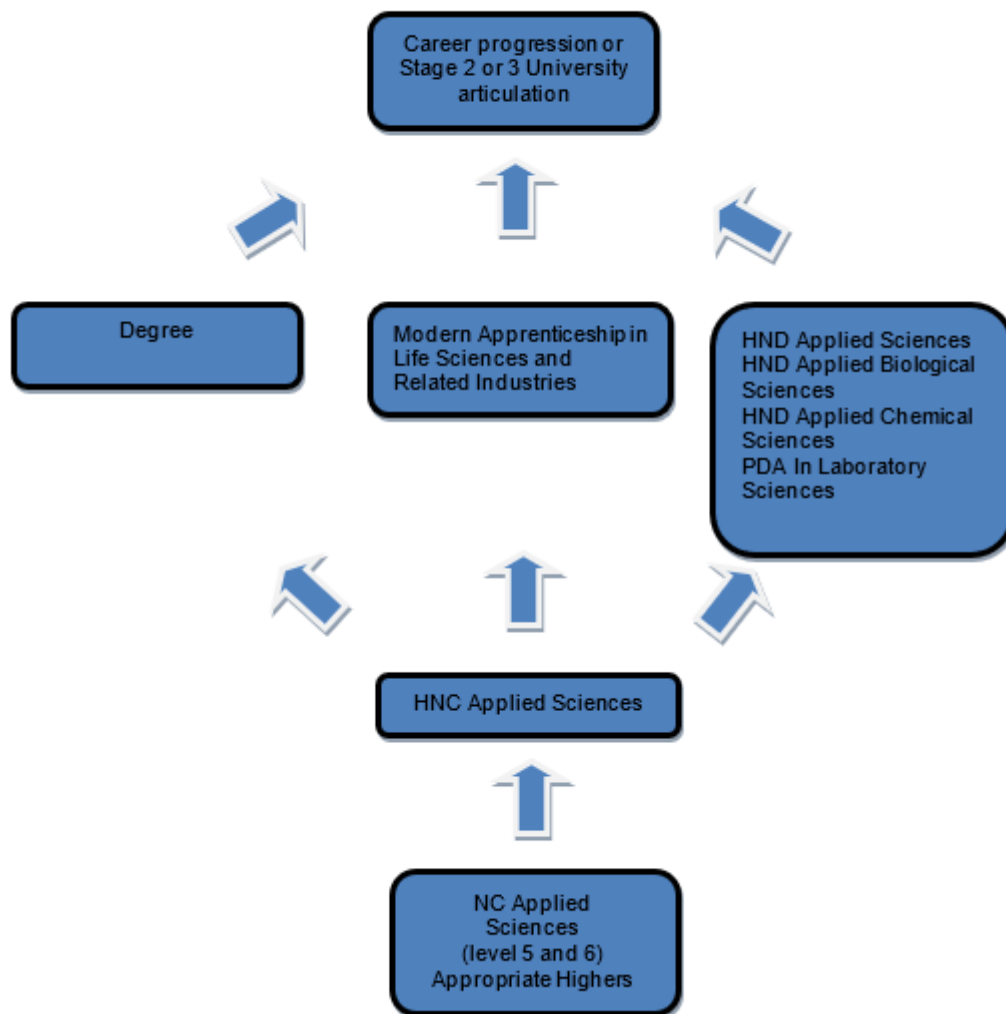 Career progression or
Stage 2 or 3 University
articulation
Degree
Modern Apprenticeship in
Life Sciences and
Related Industries
HND Applied Sciences
HND Applied Biological
Sciences
HND Applied Chemical
Sciences
PDA In Laboratory
Sciences
HNC Applied Sciences
NC Applied
Sciences
(level 5 and 6)
Appropriate Highers